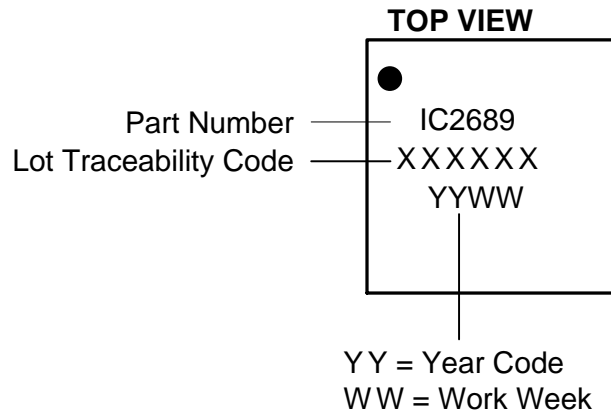 TOP VIEW
Part Number
IC2689
Lot Traceability Code
XXXXXX
YYWW
YY = Year Code
WW = Work Week